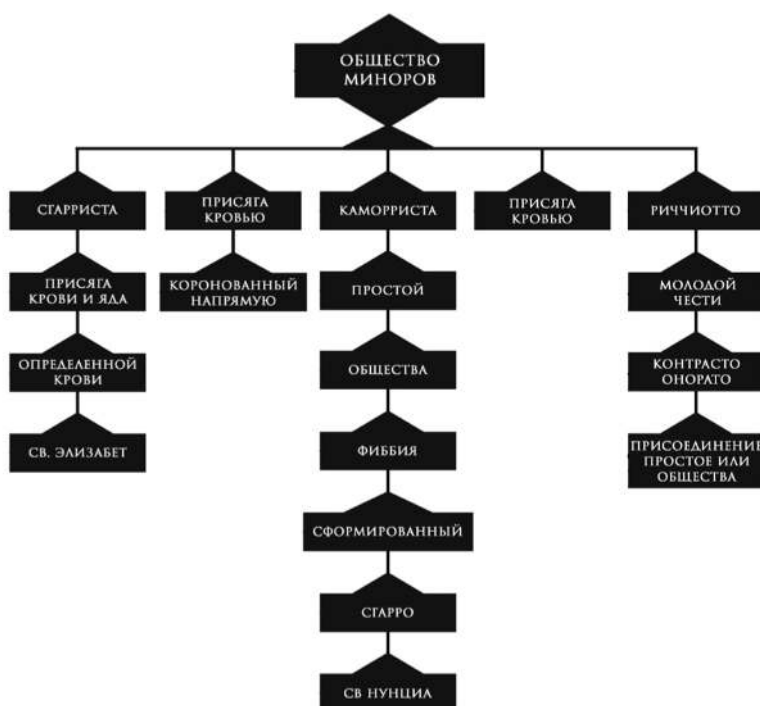 ОБЩЕСТВО
МИНОРОВ
СГАРРИСТА
ПРИСЯГА
КРОВЬЮ
КАМОРРИСТА
ПРИСЯГА
КРОВЬЮ
РИЧЧИОТТО
ПРИСЯГА
КРОВИ И ЯДА
КОРОНОВАННЫЙ
НАПРЯМУЮ
ПРОСТОЙ
МОЛОДОЙ
ЧЕСТИ
ОПРЕДЕЛЕННОЙ
КРОВИ
ОБЩЕСТВА
КОНТРАСТО
ОНОРАТО
СВ. ЭЛИЗАБЕТ
ФИББИЯ
ПРИСОЕДИНЕНИЕ
ПРОСТОЕ ИЛИ
ОБЩЕСТВА
СФОРМИРОВАННЫЙ
СГАРРО
СВ НУНЦИА